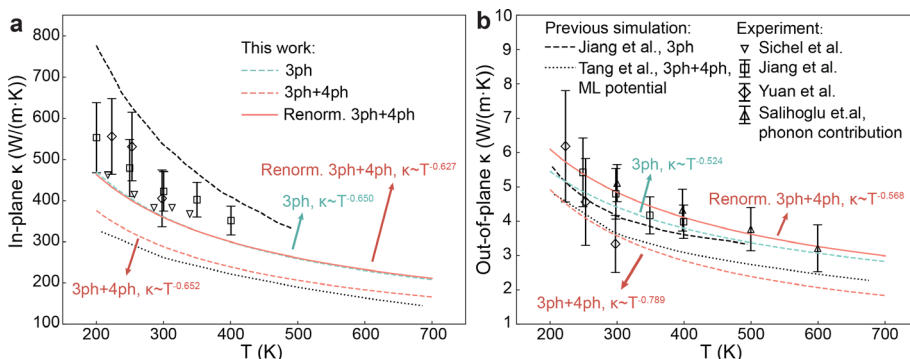 a
In-plane κ (W/(m·K))
800
700
600
500
400
300
200
100
This work:
3ph
3ph+4ph
Renorm. 3ph+4ph
Renorm. 3ph+4ph, κ~T-0.627
3ph, κ~T-0.650
3ph+4ph, κ~T-0.652
200
300
400
500
600
700
T (K)
b
Out-of-plane κ (W/(m·K))
10
9
8
7
6
5
4
3
2
1
Previous simulation:
Jiang et al., 3ph
Tang et al., 3ph+4ph,
ML potential
Experiment:
Sichel et al.
Jiang et al.
Yuan et al.
Salihoglu et.al,
phonon contribution
3ph, κ~T-0.524
Renorm. 3ph+4ph, κ~T-0.568
3ph+4ph, κ~T-0.789
200
300
400
500
600
700
T (K)